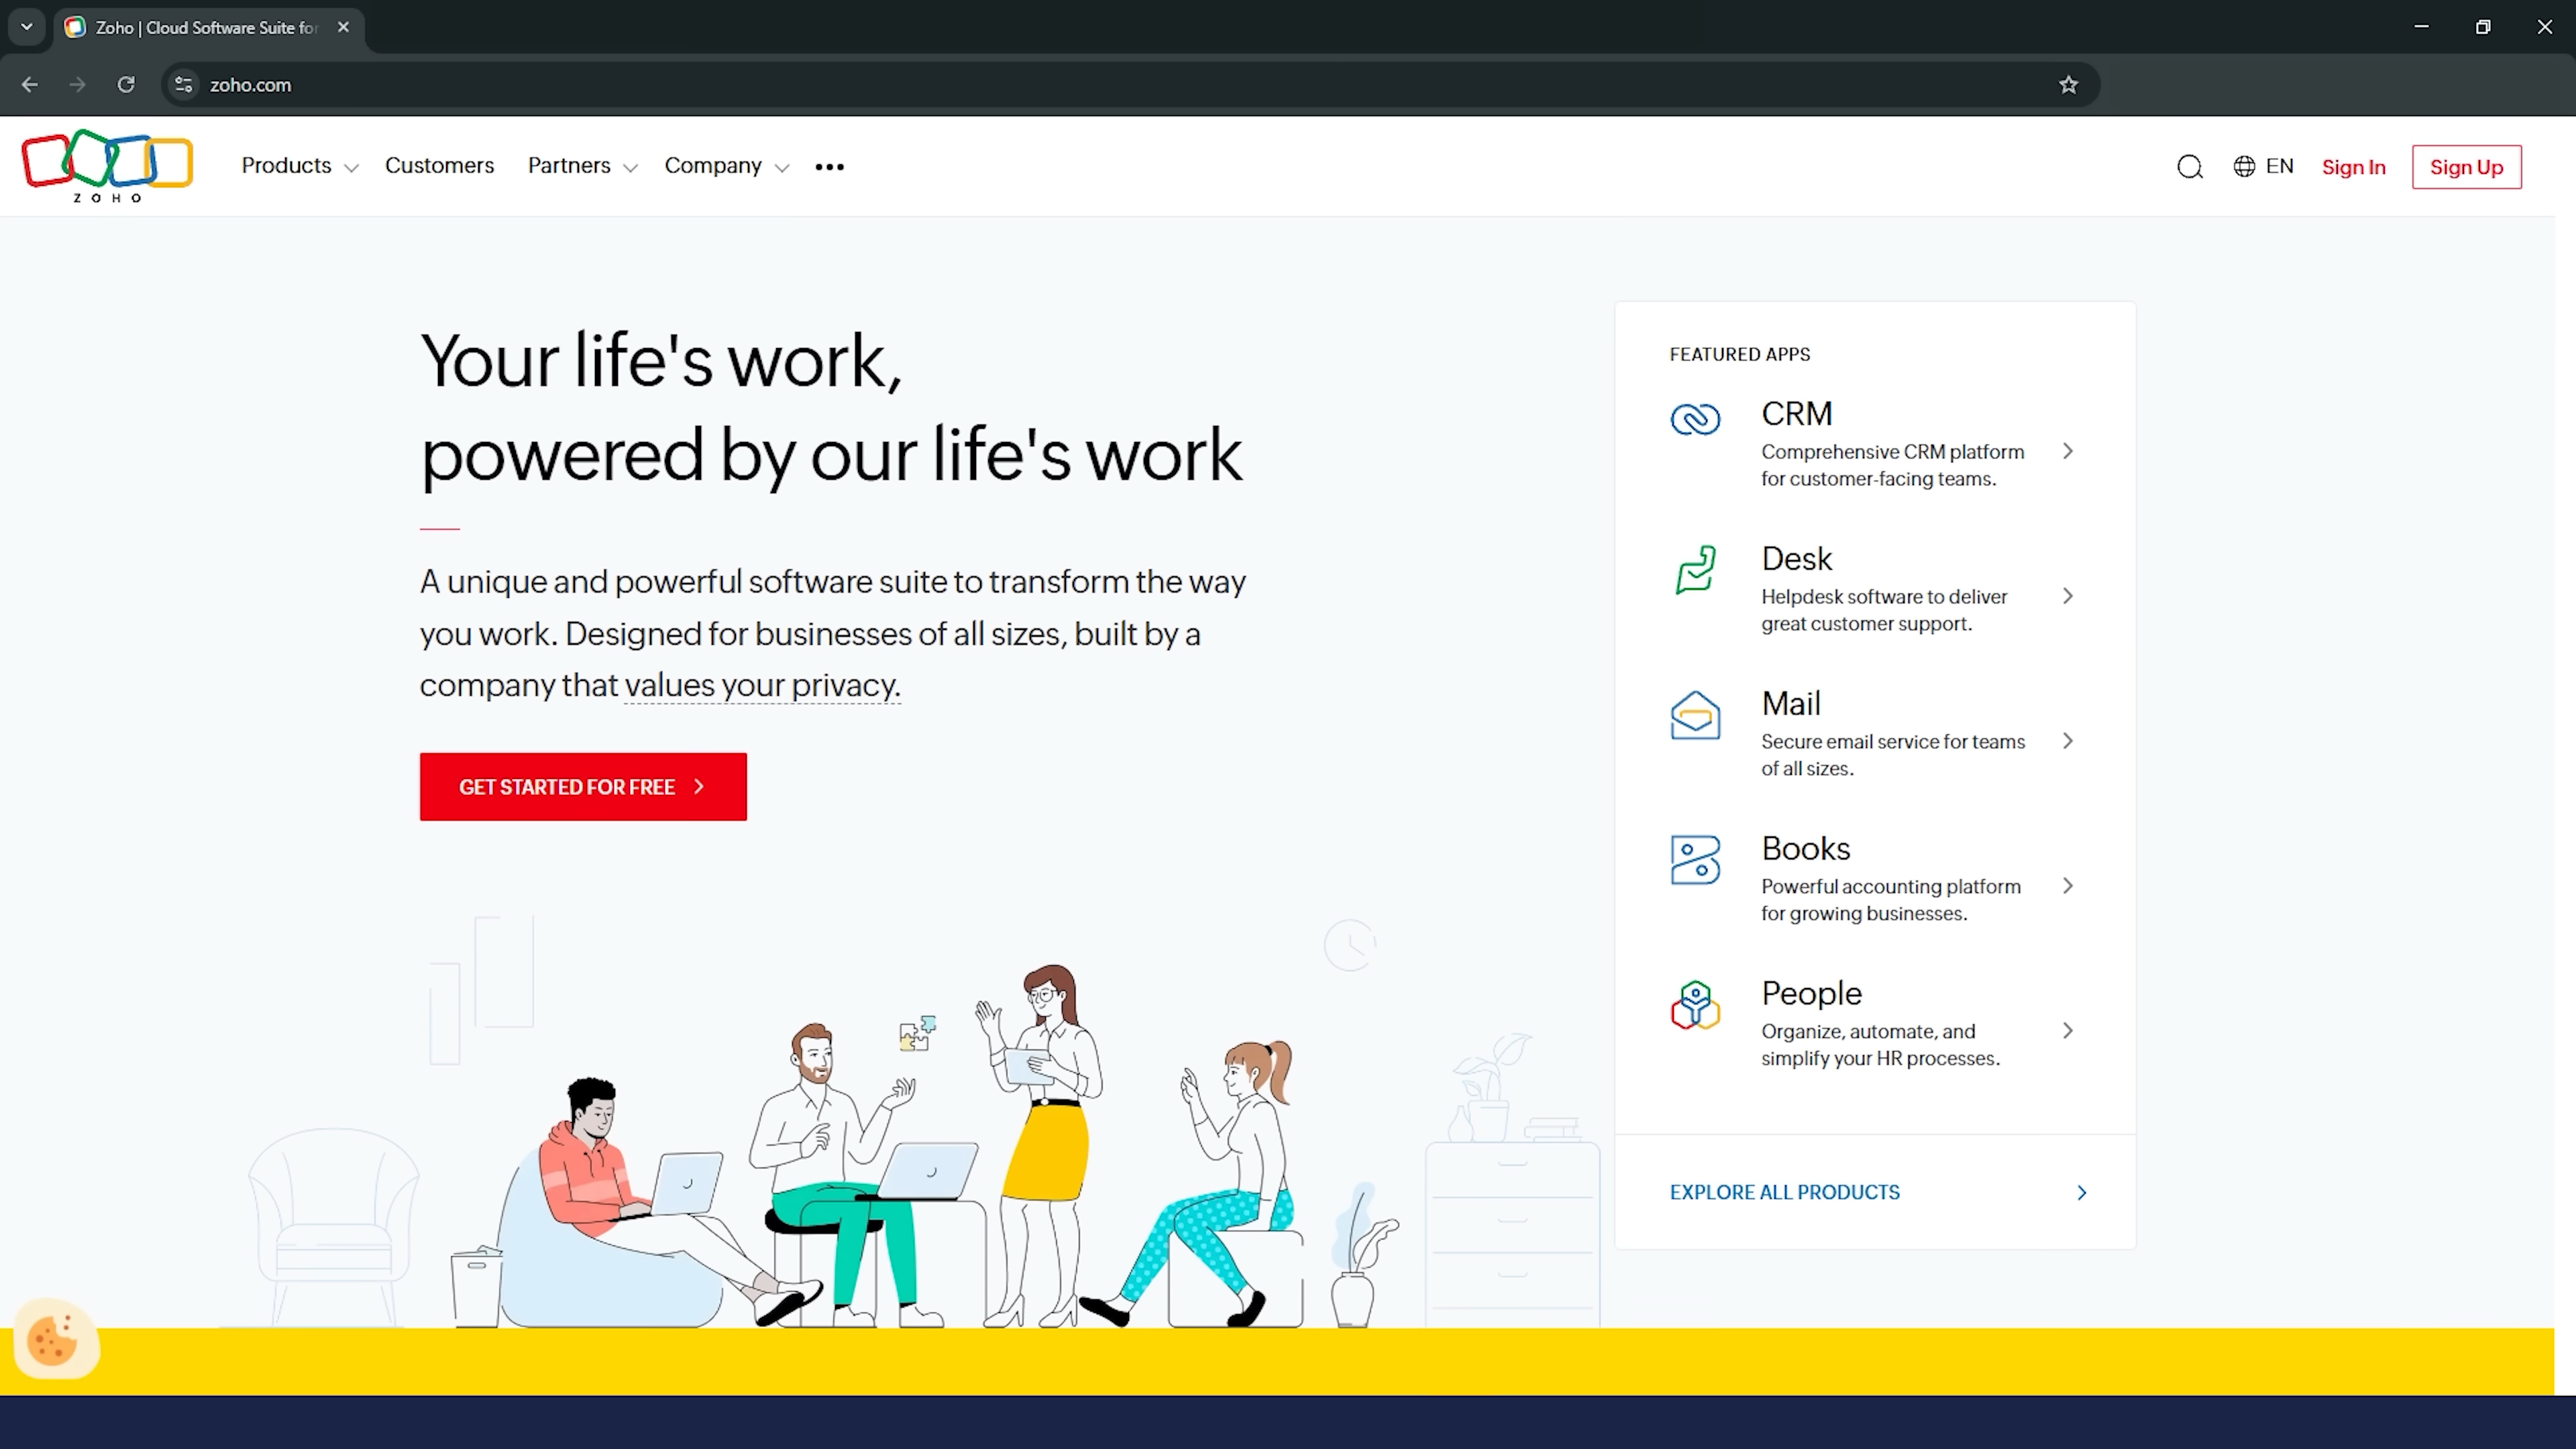 Zoho | Cloud Software Suite for
zoho.com
ZOHO
Products
Customers
Partners
Company
EN
Sign In
Sign Up
Your life's work,
powered by our life's work
A unique and powerful software suite to transform the way
you work. Designed for businesses of all sizes, built by a
company that values your privacy.
GET STARTED FOR FREE
FEATURED APPS
CRM
Comprehensive CRM platform
for customer-facing teams.
Desk
Helpdesk software to deliver
great customer support.
Mail
Secure email service for teams
of all sizes.
Books
Powerful accounting platform
for growing businesses.
People
Organize, automate, and
simplify your HR processes.
EXPLORE ALL PRODUCTS